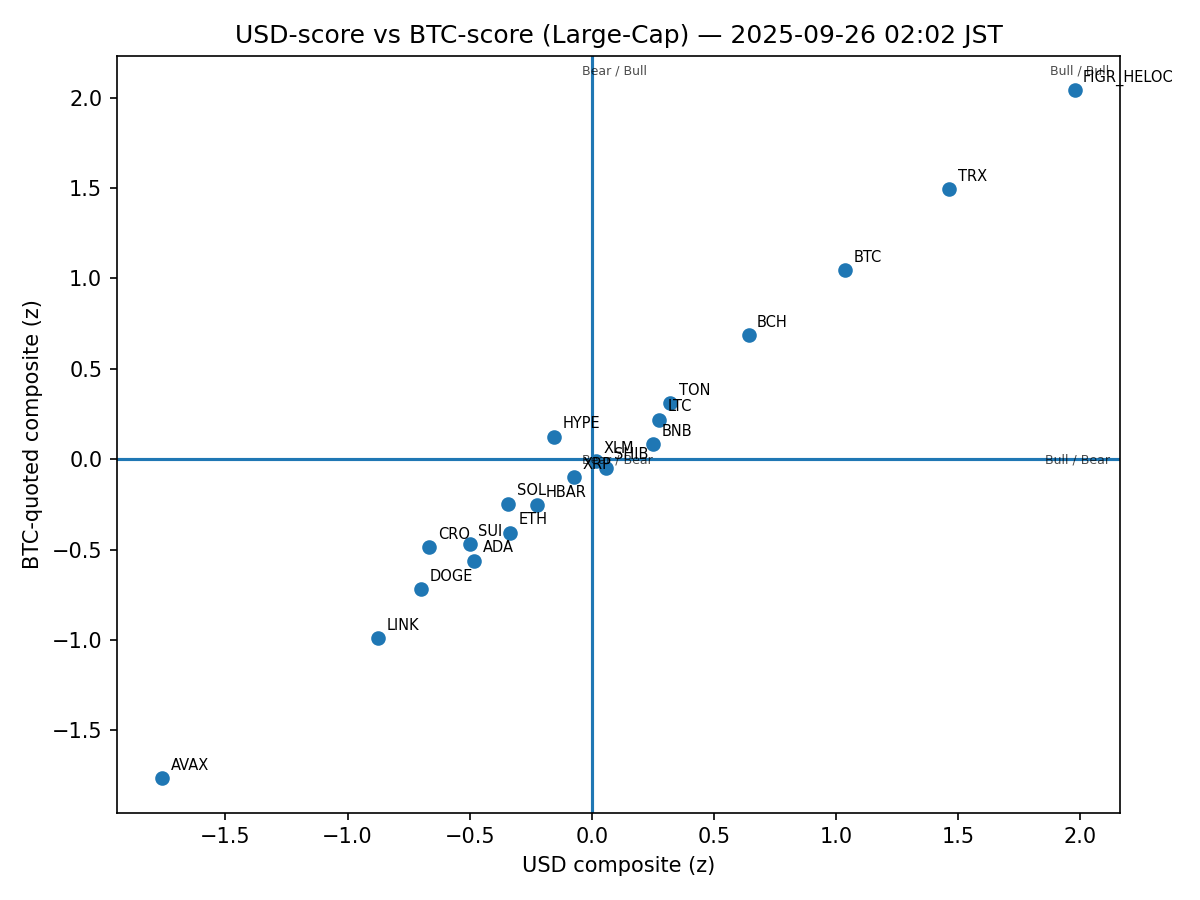 USD-score vs BTC-score (Large-Cap) — 2025-09-26 02:02 JST
Bear / Bull
Bull / Bull
FIGR_HELOC
2.0
TRX
1.5
BTC
1.0
BCH
0.5
TON
LTC
HYPE
BNB
XLM
SHIB
0.0
Bear / Bear
Bull / Bear
XRP
SOL
HBAR
ETH
CRO
SUI
−0.5
ADA
DOGE
LINK
−1.0
−1.5
AVAX
BTC-quoted composite (z)
−1.5 −1.0 −0.5 0.0 0.5 1.0 1.5 2.0
USD composite (z)